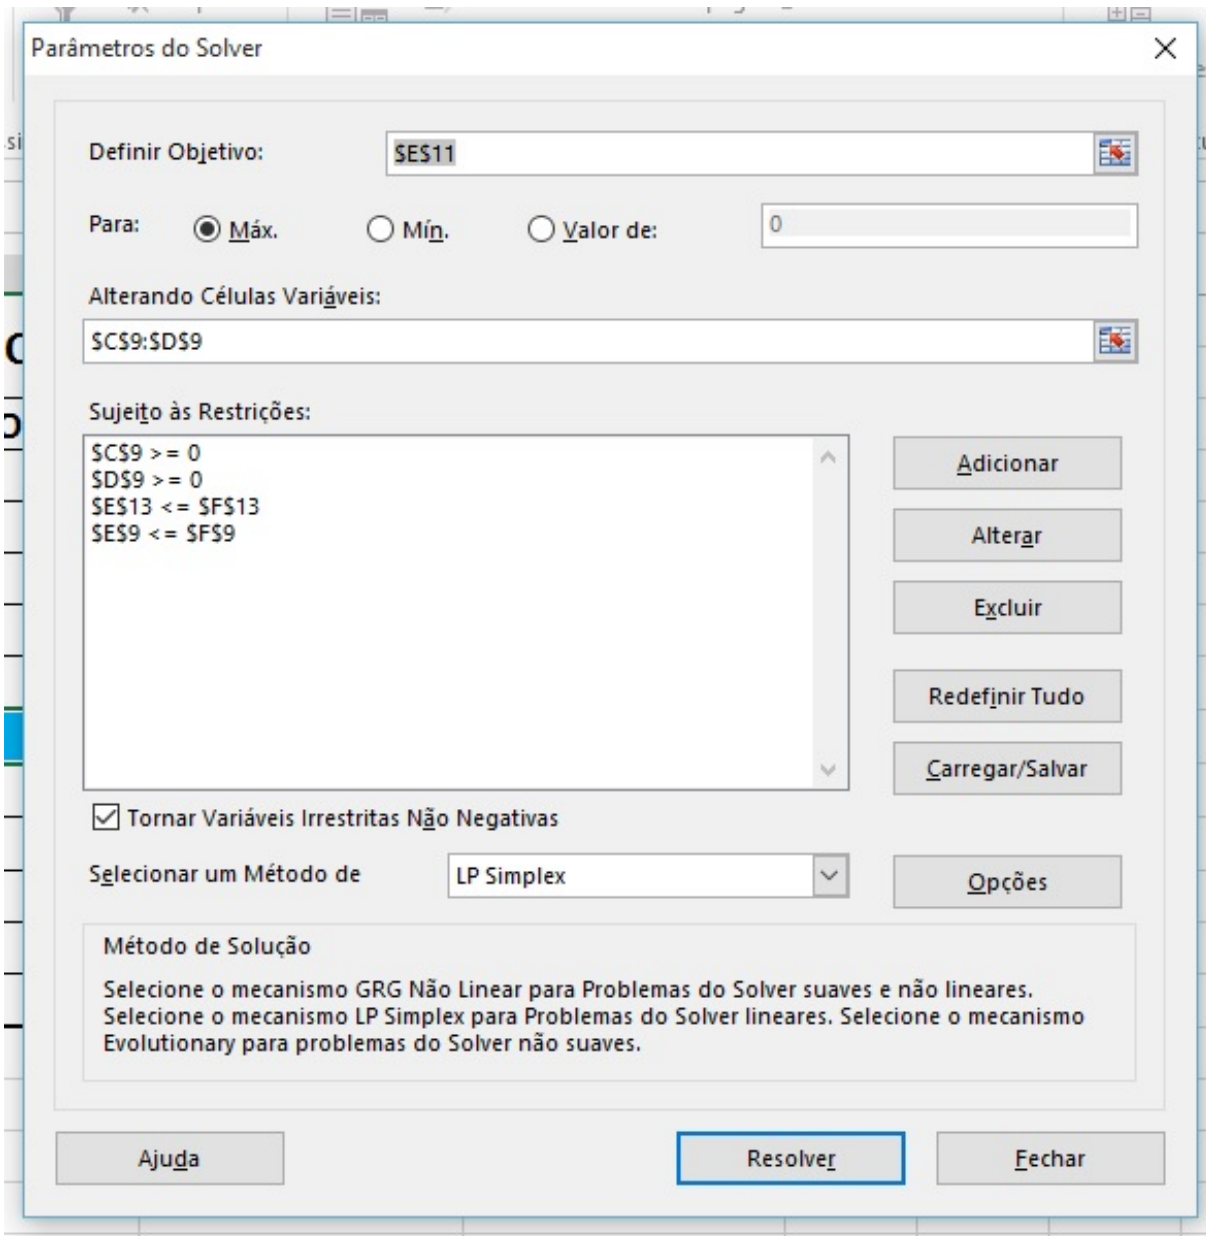 Parâmetros do Solver
Definir Objetivo: $E$11
Para: Máx. Mín. Valor de: 0
Alterando Células Variáveis:
$C$9:$D$9
Sujeito às Restrições:
$C$9 >= 0
$D$9 >= 0
$E$13 <= $F$13
$E$9 <= $F$9
Adicionar
Alterar
Excluir
Redefinir Tudo
Carregar/Salvar
Tornar Variáveis Irrestritas Não Negativas
Selecionar um Método de LP Simplex
Opções
Método de Solução
Selecione o mecanismo GRG Não Linear para Problemas do Solver suaves e não lineares.
Selecione o mecanismo LP Simplex para Problemas do Solver lineares. Selecione o mecanismo
Evolutionary para problemas do Solver não suaves.
Ajuda Resolver Fechar